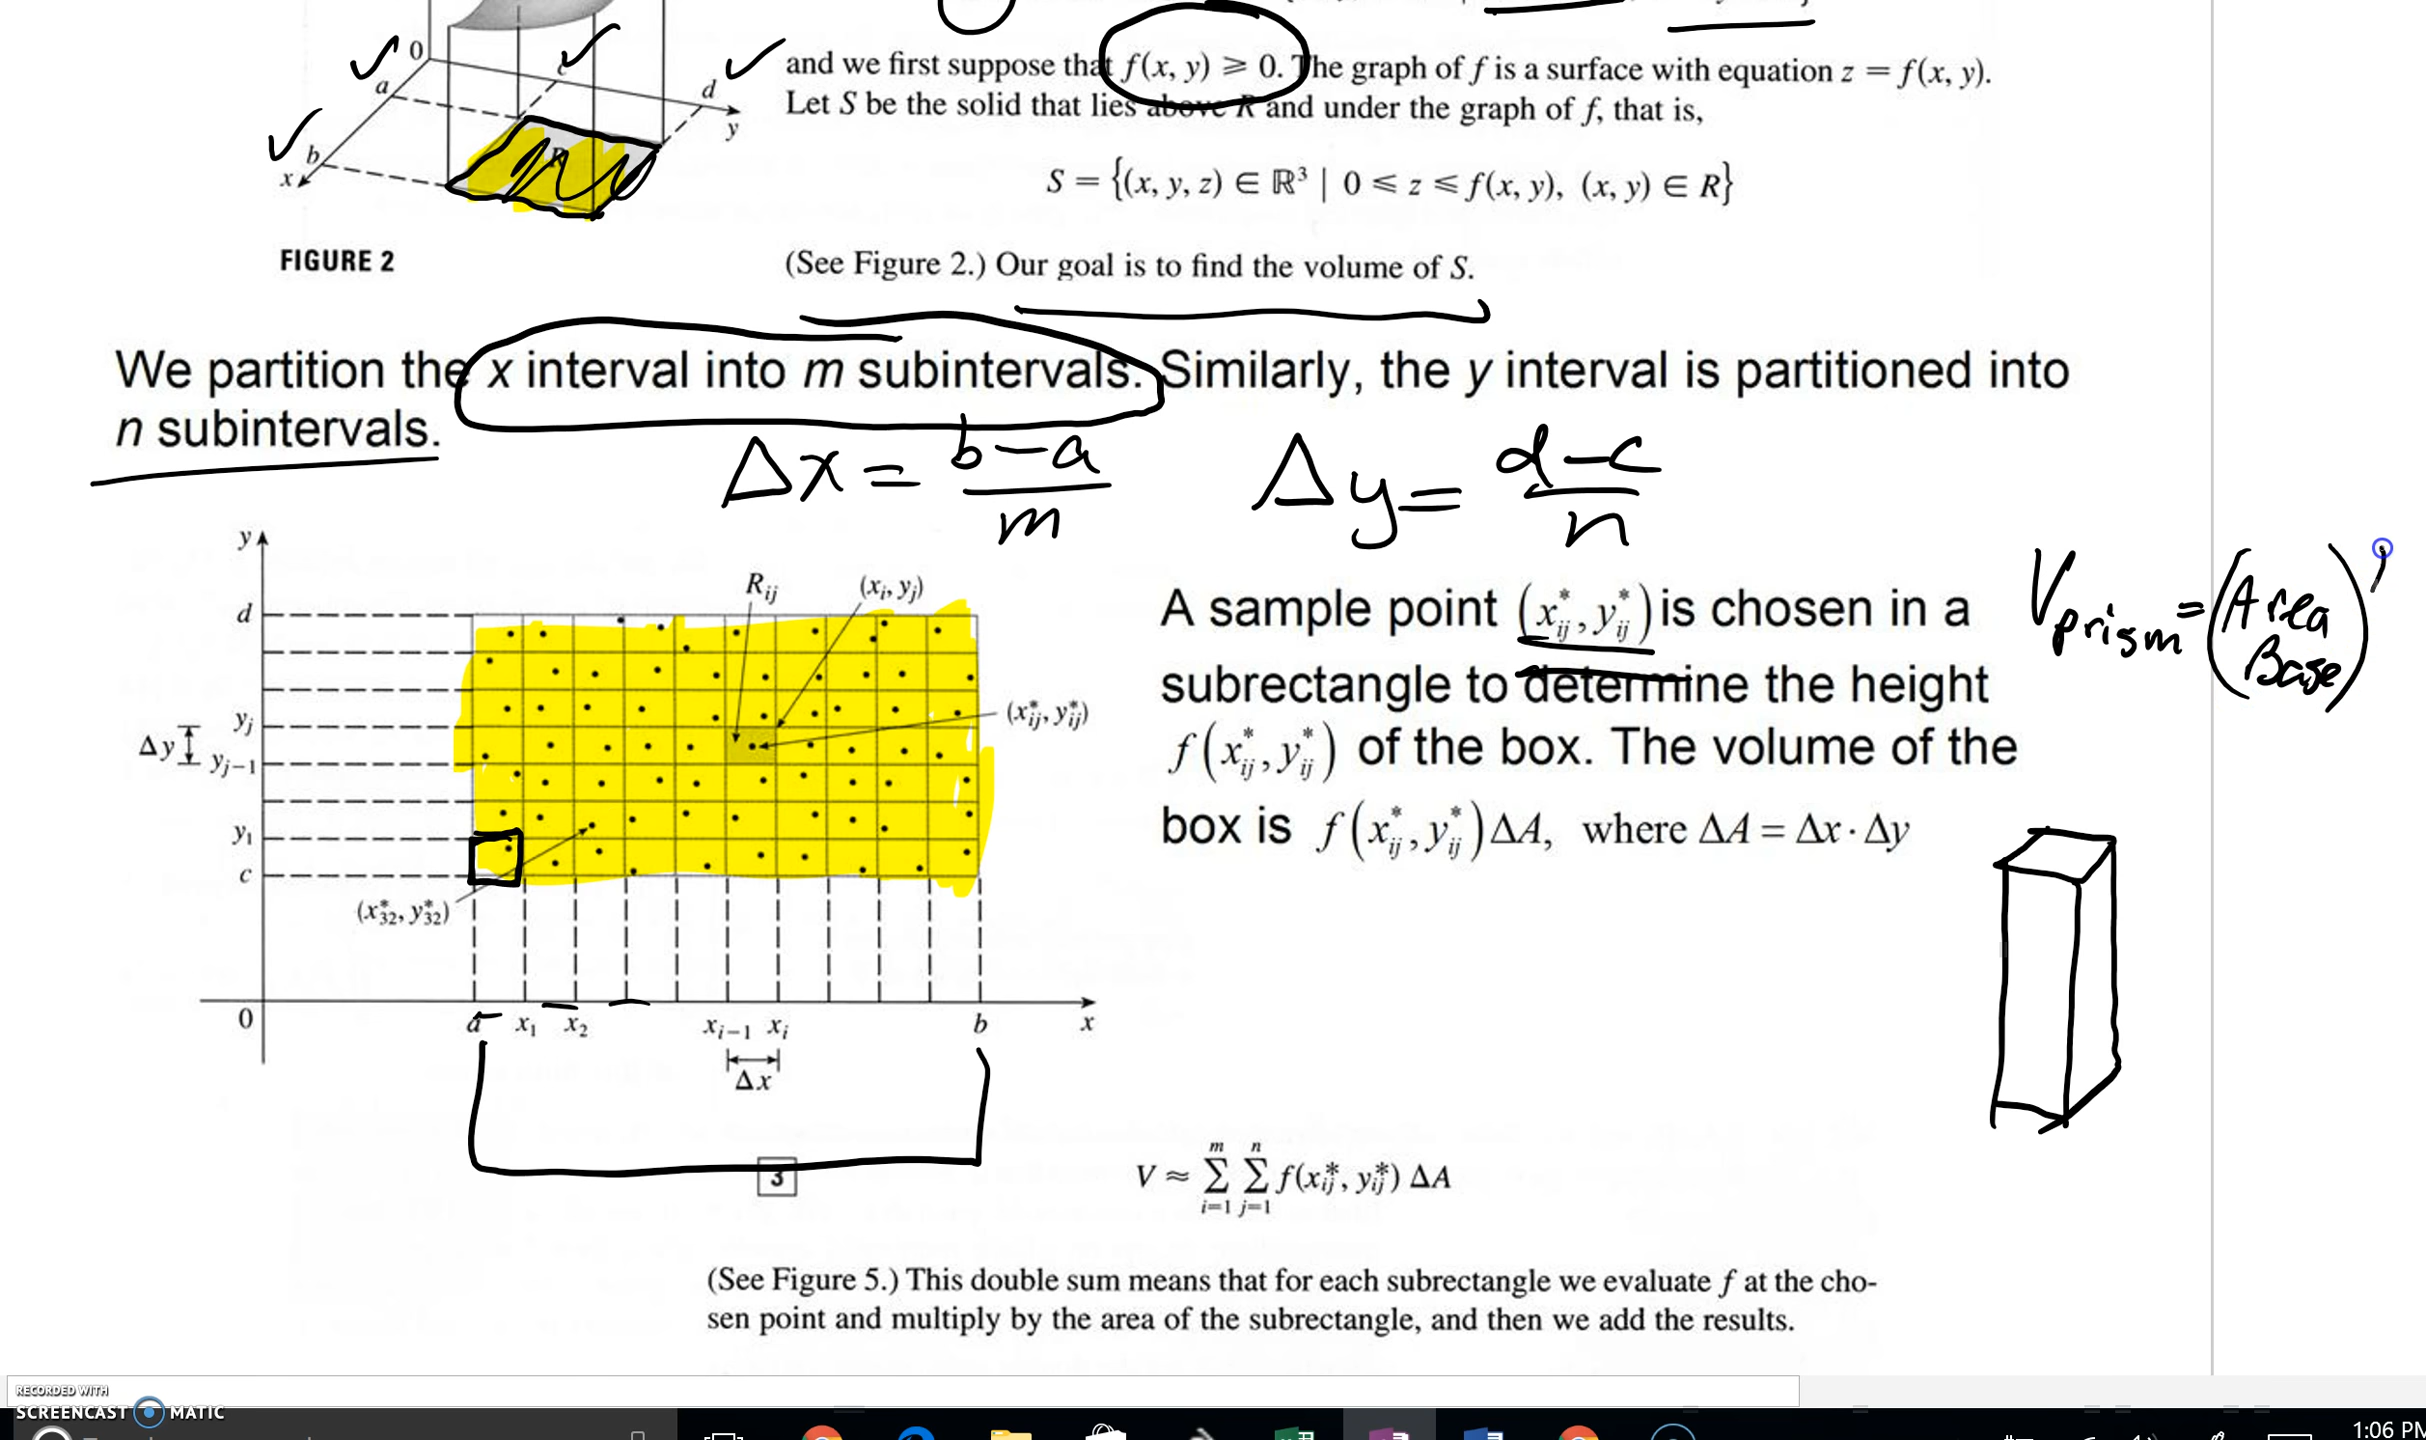 0
a
c
d
y
b
x
R
and we first suppose that f(x, y) ⩾ 0. The graph of f is a surface with equation z = f(x, y).
Let S be the solid that lies above R and under the graph of f, that is,
S = {(x, y, z) ∈ ℝ³ | 0 ⩽ z ⩽ f(x, y), (x, y) ∈ R}
FIGURE 2
(See Figure 2.) Our goal is to find the volume of S.
We partition the x interval into m subintervals. Similarly, the y interval is partitioned into
n subintervals.
Δx = (b−a)/m
Δy = (d−c)/n
y
d
R_ij
(x_i, y_j)
(x*_ij, y*_ij)
Δy
y_j
y_{j−1}
y_1
c
(x*_32, y*_32)
0
a x_1 x_2 x_{i−1} x_i b x
Δx
A sample point (x*_ij, y*_ij) is chosen in a
subrectangle to determine the height
f(x*_ij, y*_ij) of the box. The volume of the
box is f(x*_ij, y*_ij)ΔA, where ΔA = Δx · Δy
V prism = (Area
Base)
3
V ≈ ∑_{i=1}^{m} ∑_{j=1}^{n} f(x*_ij, y*_ij) ΔA
(See Figure 5.) This double sum means that for each subrectangle we evaluate f at the cho-
sen point and multiply by the area of the subrectangle, and then we add the results.
RECORDED WITH
SCREENCAST MATIC
1:06 PM